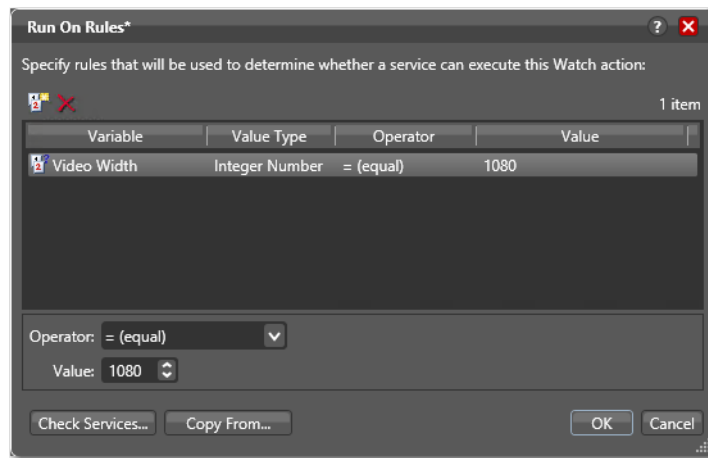 Run On Rules*
?
Specify rules that will be used to determine whether a service can execute this Watch action:
1 item
Variable Value Type Operator Value
Video Width Integer Number = (equal) 1080
Operator: = (equal)
Value: 1080
Check Services... Copy From... OK Cancel